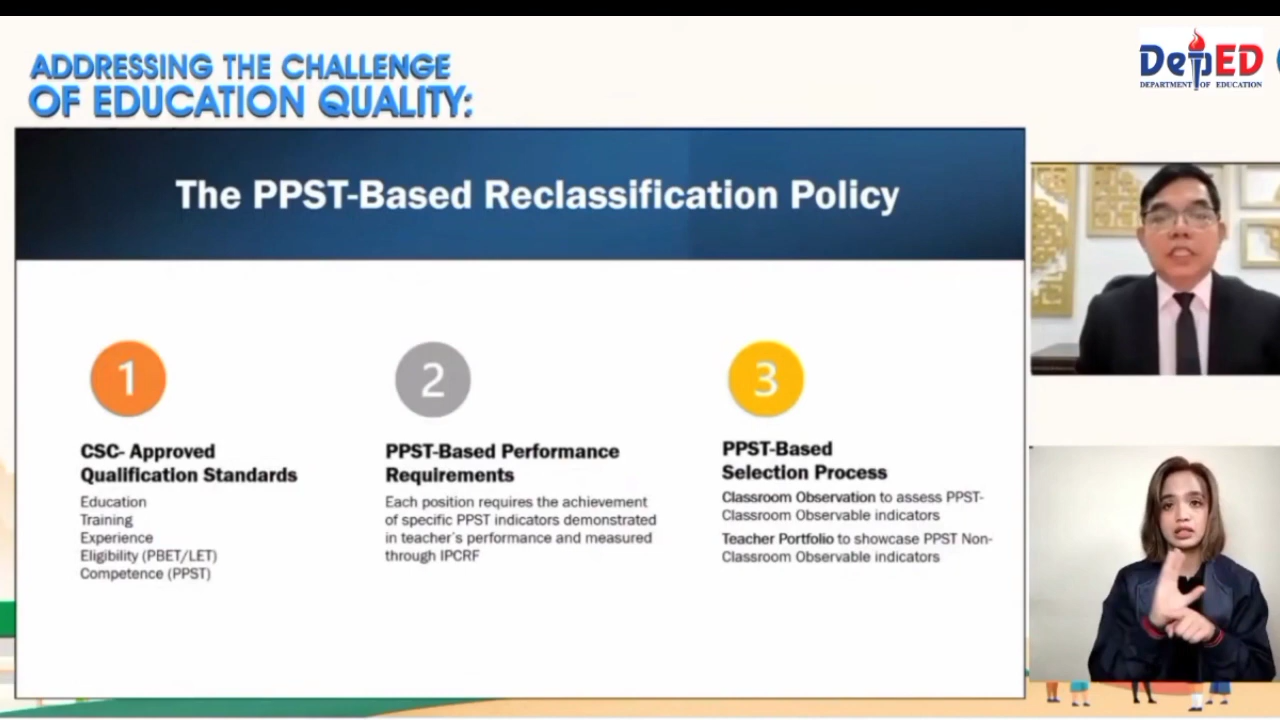 ADDRESSING THE CHALLENGE
OF EDUCATION QUALITY:
DepED
DEPARTMENT OF EDUCATION
The PPST-Based Reclassification Policy
1
CSC- Approved
Qualification Standards
Education
Training
Experience
Eligibility (PBET/LET)
Competence (PPST)
2
PPST-Based Performance
Requirements
Each position requires the achievement
of specific PPST indicators demonstrated
in teacher's performance and measured
through IPCRF
3
PPST-Based
Selection Process
Classroom Observation to assess PPST-
Classroom Observable indicators
Teacher Portfolio to showcase PPST Non-
Classroom Observable indicators